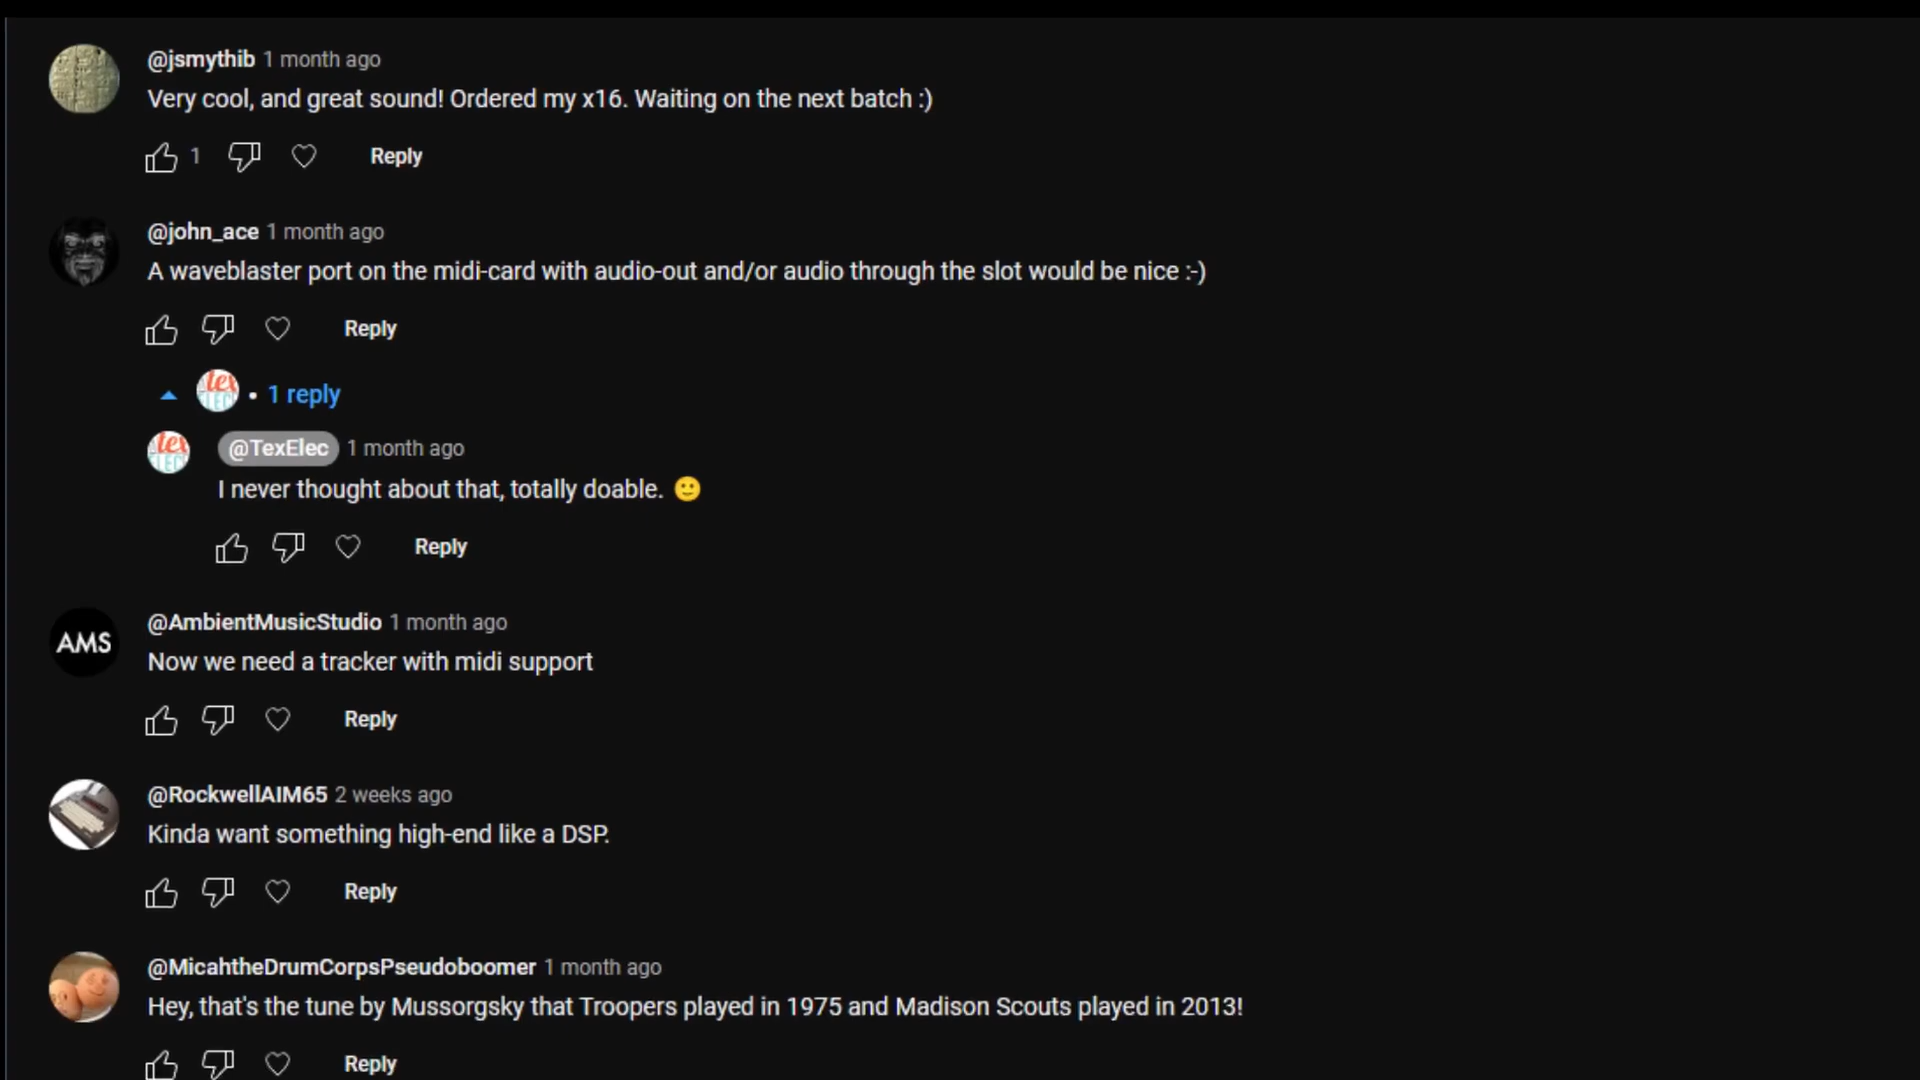 @jsmythib 1 month ago
Very cool, and great sound! Ordered my x16. Waiting on the next batch :)
1 Reply
@john_ace 1 month ago
A waveblaster port on the midi-card with audio-out and/or audio through the slot would be nice :-)
Reply
tex ELEC • 1 reply
tex ELEC @TexElec 1 month ago
I never thought about that, totally doable. 🙂
Reply
AMS @AmbientMusicStudio 1 month ago
Now we need a tracker with midi support
Reply
@RockwellAIM65 2 weeks ago
Kinda want something high-end like a DSP.
Reply
@MicahtheDrumCorpsPseudoboomer 1 month ago
Hey, that's the tune by Mussorgsky that Troopers played in 1975 and Madison Scouts played in 2013!
Reply